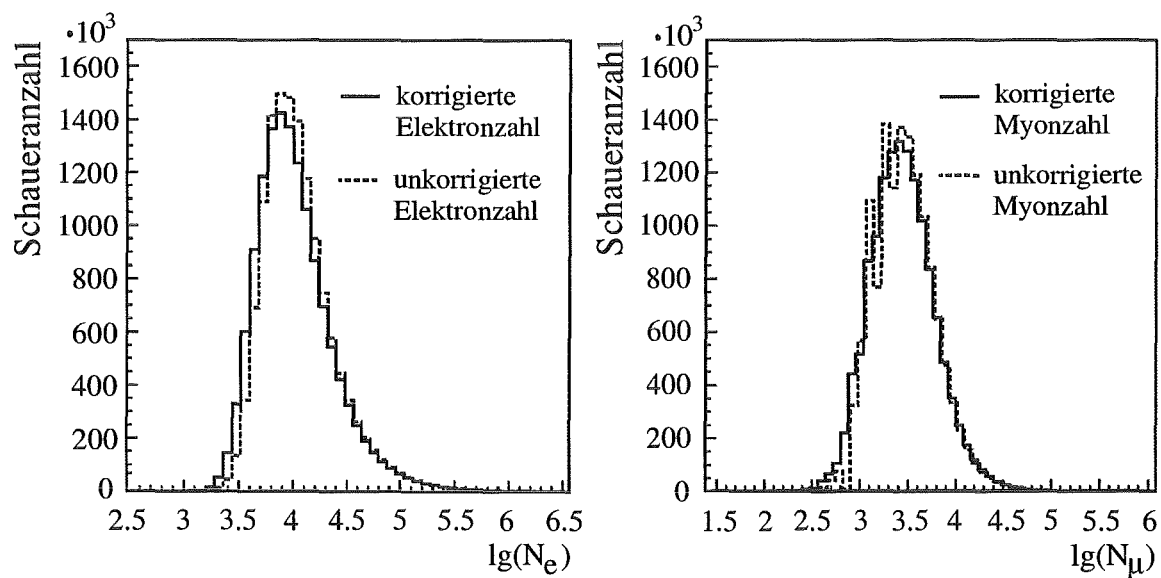 ·10³
Schaueranzahl
1600
1400
1200
1000
800
600
400
200
0
korrigierte
Elektronzahl
unkorrigierte
Elektronzahl
2.5 3 3.5 4 4.5 5 5.5 6 6.5
lg(Nₑ)
·10³
Schaueranzahl
1600
1400
1200
1000
800
600
400
200
0
korrigierte
Myonzahl
unkorrigierte
Myonzahl
1.5 2 2.5 3 3.5 4 4.5 5 5.5 6
lg(N_μ)